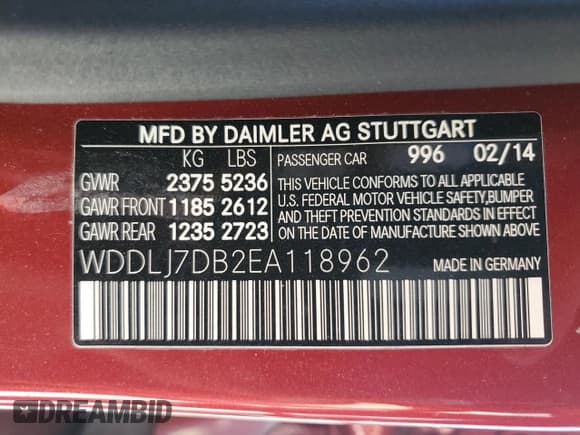 MFD BY DAIMLER AG STUTTGART
KG LBS PASSENGER CAR 996 02/14
GVWR 2375 5236
GAWR FRONT 1185 2612
GAWR REAR 1235 2723
THIS VEHICLE CONFORMS TO ALL APPLICABLE
U.S. FEDERAL MOTOR VEHICLE SAFETY,BUMPER
AND THEFT PREVENTION STANDARDS IN EFFECT
ON THE DATE OF MANUFACTURE SHOWN ABOVE.
WDDLJ7DB2EA118962 MADE IN GERMANY
DREAMBID